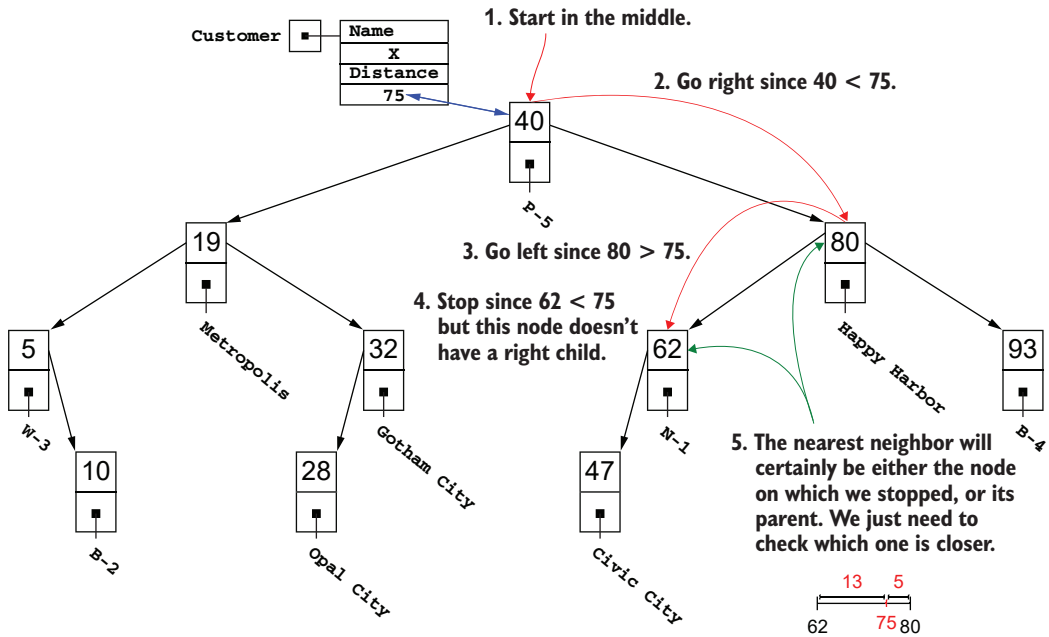 1. Start in the middle.
Customer
Name
X
Distance
75
2. Go right since 40 < 75.
40
P-5
19
Metropolis
3. Go left since 80 > 75.
80
Happy Harbor
4. Stop since 62 < 75
but this node doesn't
have a right child.
5
W-3
32
Gotham City
62
N-1
93
B-4
10
B-2
28
Opal City
47
Civic City
5. The nearest neighbor will
certainly be either the node
on which we stopped, or its
parent. We just need to
check which one is closer.
13 5
62 75 80